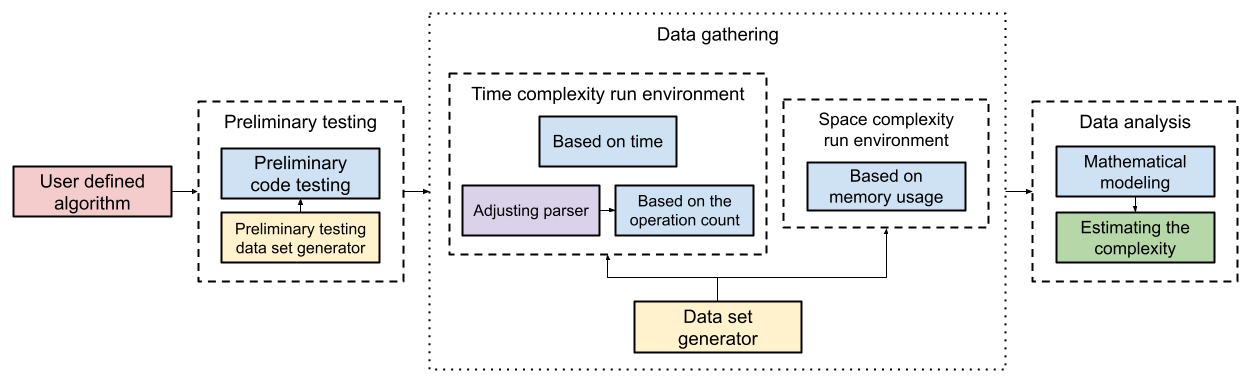 User defined
algorithm
Preliminary testing
Preliminary
code testing
Preliminary testing
data set generator
Data gathering
Time complexity run environment
Based on time
Adjusting parser
Based on the
operation count
Space complexity
run environment
Based on
memory usage
Data set
generator
Data analysis
Mathematical
modeling
Estimating the
complexity